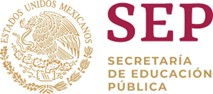 ESTADOS UNIDOS MEXICANOS
SEP
SECRETARÍA
DE EDUCACIÓN
PÚBLICA